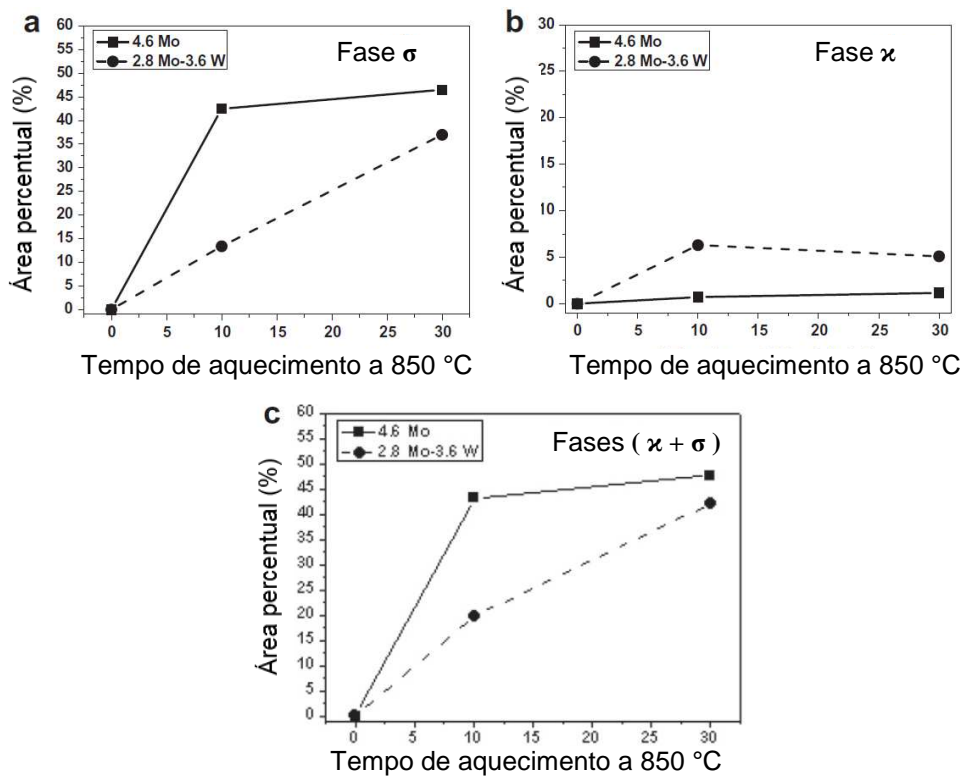 a
60
55
50
45
40
35
30
25
20
15
10
5
0
4.6 Mo
2.8 Mo-3.6 W
Fase σ
Área percentual (%)
0 5 10 15 20 25 30
Tempo de aquecimento a 850 °C
b
30
25
20
15
10
5
0
4.6 Mo
2.8 Mo-3.6 W
Fase ϰ
Área percentual (%)
0 5 10 15 20 25 30
Tempo de aquecimento a 850 °C
c
60
55
50
45
40
35
30
25
20
15
10
5
0
4.6 Mo
2.8 Mo-3.6 W
Fases ( ϰ + σ )
Área percentual (%)
0 5 10 15 20 25 30
Tempo de aquecimento a 850 °C